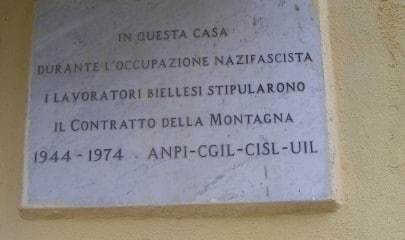 IN QUESTA CASA
DURANTE L'OCCUPAZIONE NAZIFASCISTA
I LAVORATORI BIELLESI STIPULARONO
IL CONTRATTO DELLA MONTAGNA
1944-1974 ANPI-CGIL-CISL-UIL